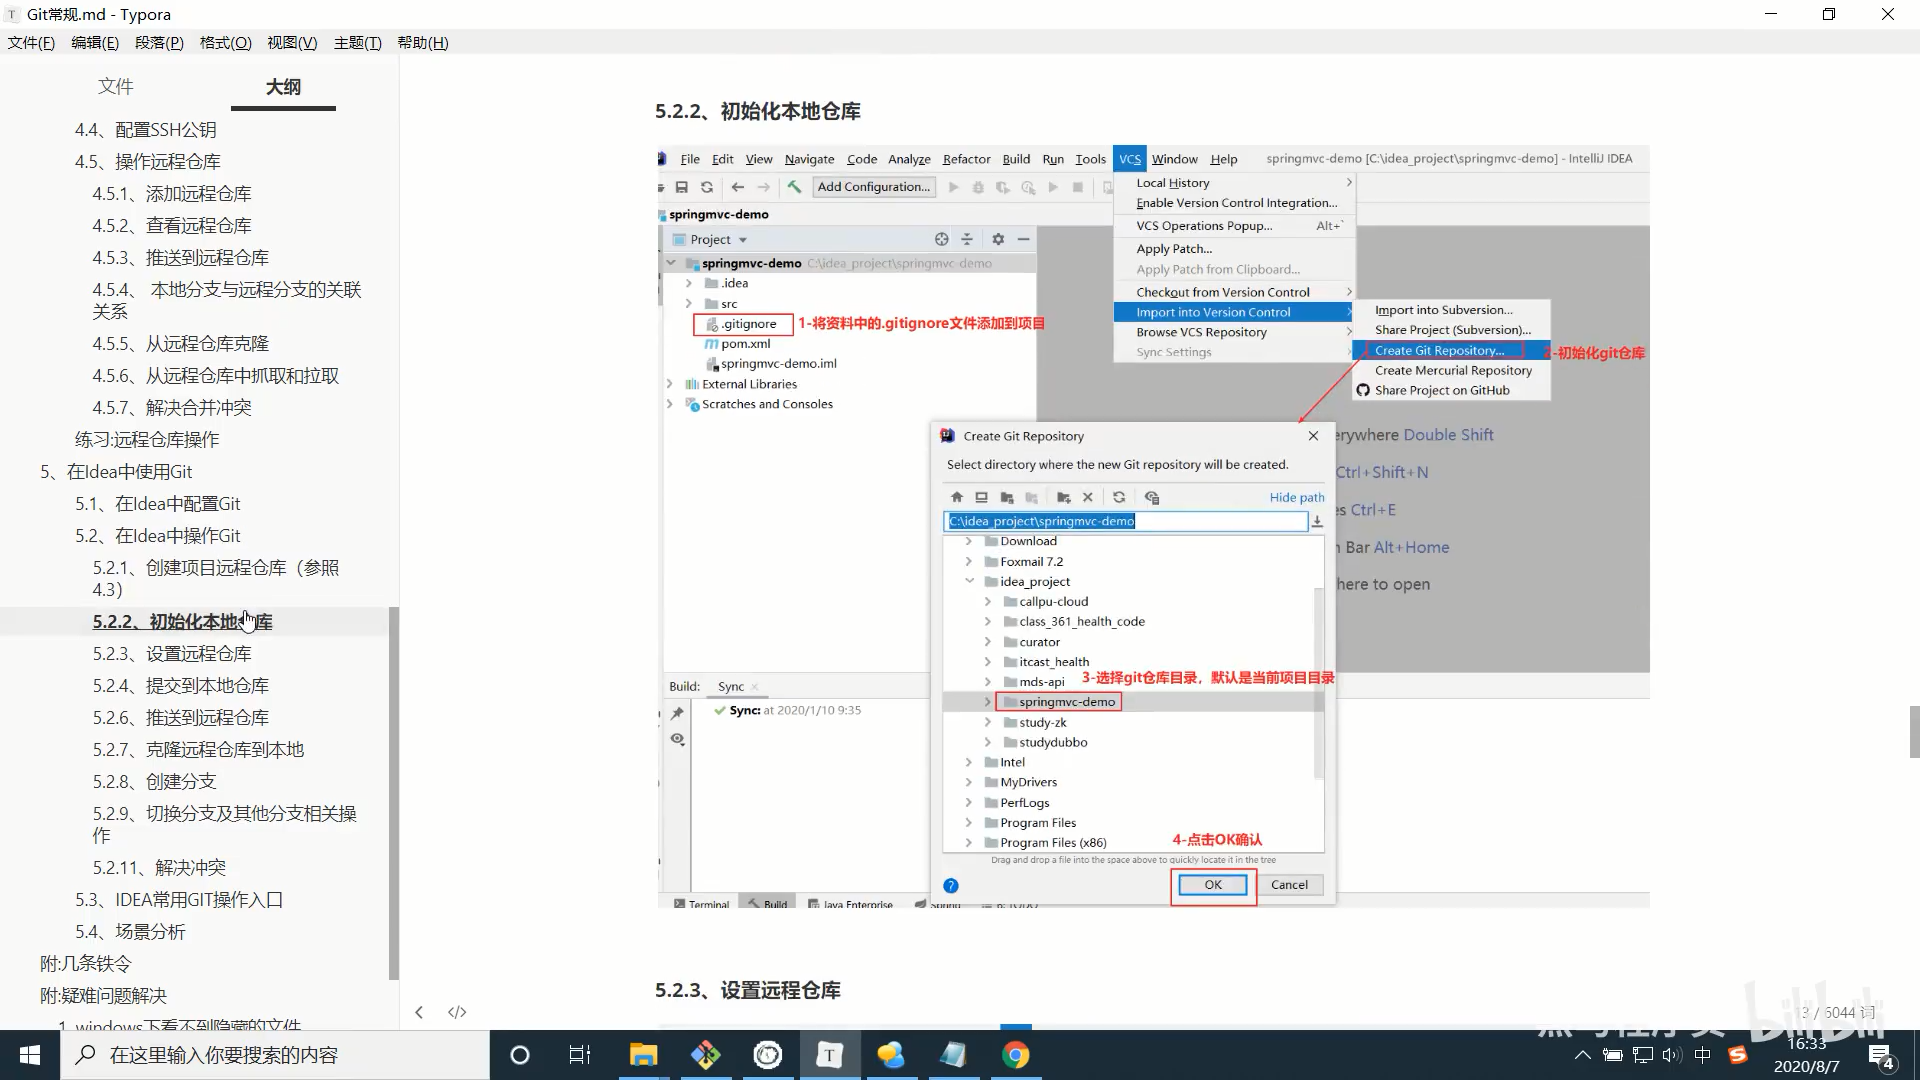 Git常规.md - Typora
文件(F) 编辑(E) 段落(P) 格式(O) 视图(V) 主题(T) 帮助(H)
文件 大纲
4.4、配置SSH公钥
4.5、操作远程仓库
4.5.1、添加远程仓库
4.5.2、查看远程仓库
4.5.3、推送到远程仓库
4.5.4、 本地分支与远程分支的关联
关系
4.5.5、从远程仓库克隆
4.5.6、从远程仓库中抓取和拉取
4.5.7、解决合并冲突
练习:远程仓库操作
5、在Idea中使用Git
5.1、在Idea中配置Git
5.2、在Idea中操作Git
5.2.1、创建项目远程仓库（参照
4.3）
5.2.2、初始化本地仓库
5.2.3、设置远程仓库
5.2.4、提交到本地仓库
5.2.6、推送到远程仓库
5.2.7、克隆远程仓库到本地
5.2.8、创建分支
5.2.9、切换分支及其他分支相关操
作
5.2.11、解决冲突
5.3、IDEA常用GIT操作入口
5.4、场景分析
附:几条铁令
附:疑难问题解决
1. windows下看不到隐藏的文件
5.2.2、初始化本地仓库
File Edit View Navigate Code Analyze Refactor Build Run Tools VCS Window Help springmvc-demo [C:\idea_project\springmvc-demo] - IntelliJ IDEA
Add Configuration...
springmvc-demo
Project
springmvc-demo C:\idea_project\springmvc-demo
.idea
src
.gitignore 1-将资料中的.gitignore文件添加到项目
pom.xml
springmvc-demo.iml
External Libraries
Scratches and Consoles
Local History
Enable Version Control Integration...
VCS Operations Popup... Alt+`
Apply Patch...
Apply Patch from Clipboard...
Checkout from Version Control
Import into Version Control
Browse VCS Repository
Sync Settings
Import into Subversion...
Share Project (Subversion)...
Create Git Repository... 2-初始化git仓库
Create Mercurial Repository
Share Project on GitHub
erywhere Double Shift
Ctrl+Shift+N
es Ctrl+E
n Bar Alt+Home
here to open
Create Git Repository
Select directory where the new Git repository will be created.
Hide path
C:\idea_project\springmvc-demo
Download
Foxmail 7.2
idea_project
callpu-cloud
class_361_health_code
curator
itcast_health
mds-api 3-选择git仓库目录，默认是当前项目目录
springmvc-demo
study-zk
studydubbo
Intel
MyDrivers
PerfLogs
Program Files
Program Files (x86) 4-点击OK确认
Drag and drop a file into the space above to quickly locate it in the tree
OK Cancel
Build: Sync
Sync: at 2020/1/10 9:35
Terminal Build Java Enterprise Spring
5.2.3、设置远程仓库
13 / 6044 词
bilibili
在这里输入你要搜索的内容
中
16:33
2020/8/7
4